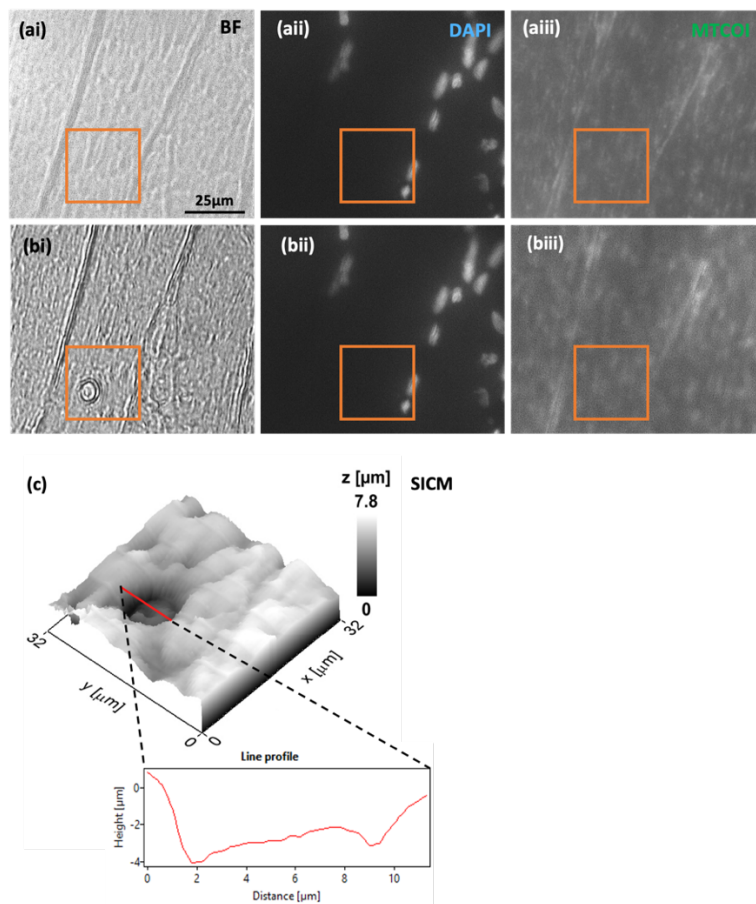 (ai) BF
(aii) DAPI
(aiii) MTCOI
25µm
(bi)
(bii)
(biii)
(c)
SICM
z [µm]
7.8
0
32
y [µm]
0
0
x [µm]
32
Line profile
Height [µm]
0
-2
-4
0 2 4 6 8 10
Distance [µm]